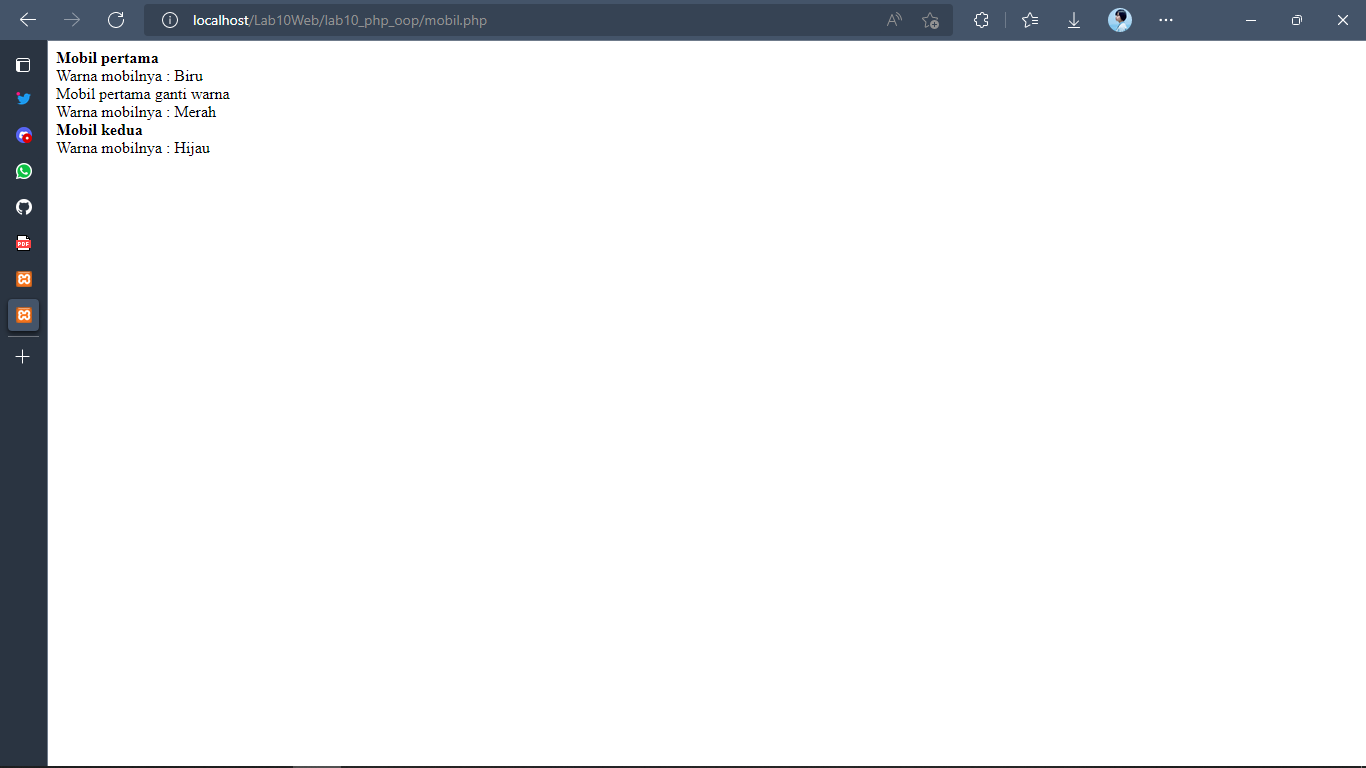 localhost/Lab10Web/lab10_php_oop/mobil.php
Mobil pertama
Warna mobilnya : Biru
Mobil pertama ganti warna
Warna mobilnya : Merah
Mobil kedua
Warna mobilnya : Hijau
PDF